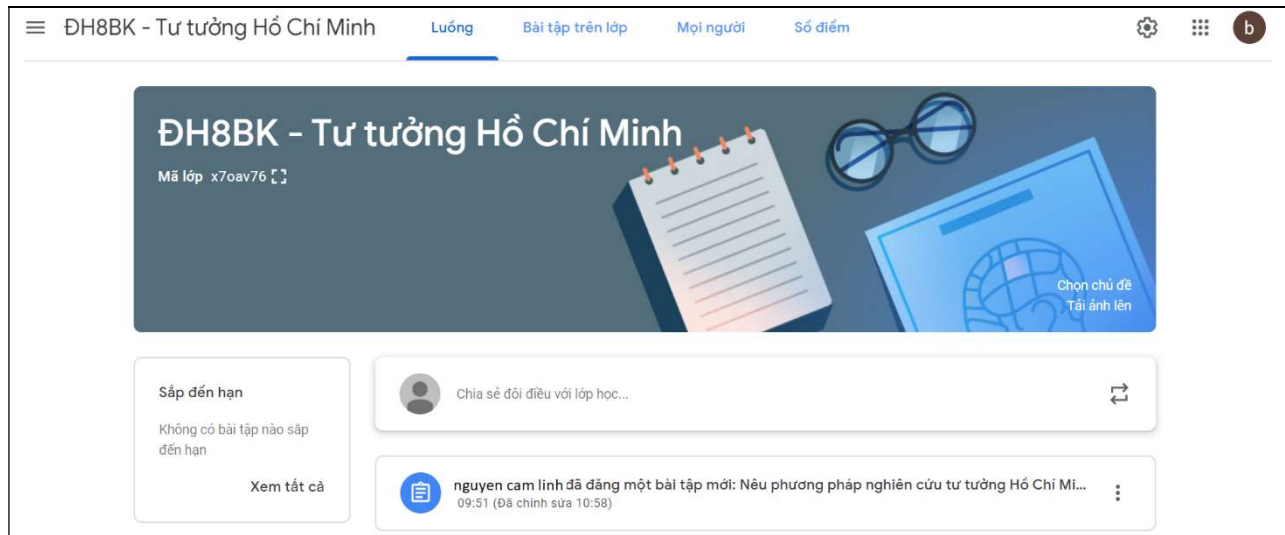 ĐH8BK - Tư tưởng Hồ Chí Minh Luồng Bài tập trên lớp Mọi người Số điểm b
ĐH8BK - Tư tưởng Hồ Chí Minh
Mã lớp x7oav76
Chọn chủ đề
Tải ảnh lên
Sắp đến hạn
Không có bài tập nào sắp
đến hạn
Xem tất cả
Chia sẻ đôi điều với lớp học...
nguyen cam linh đã đăng một bài tập mới: Nêu phương pháp nghiên cứu tư tưởng Hồ Chí Mi...
09:51 (Đã chỉnh sửa 10:58)